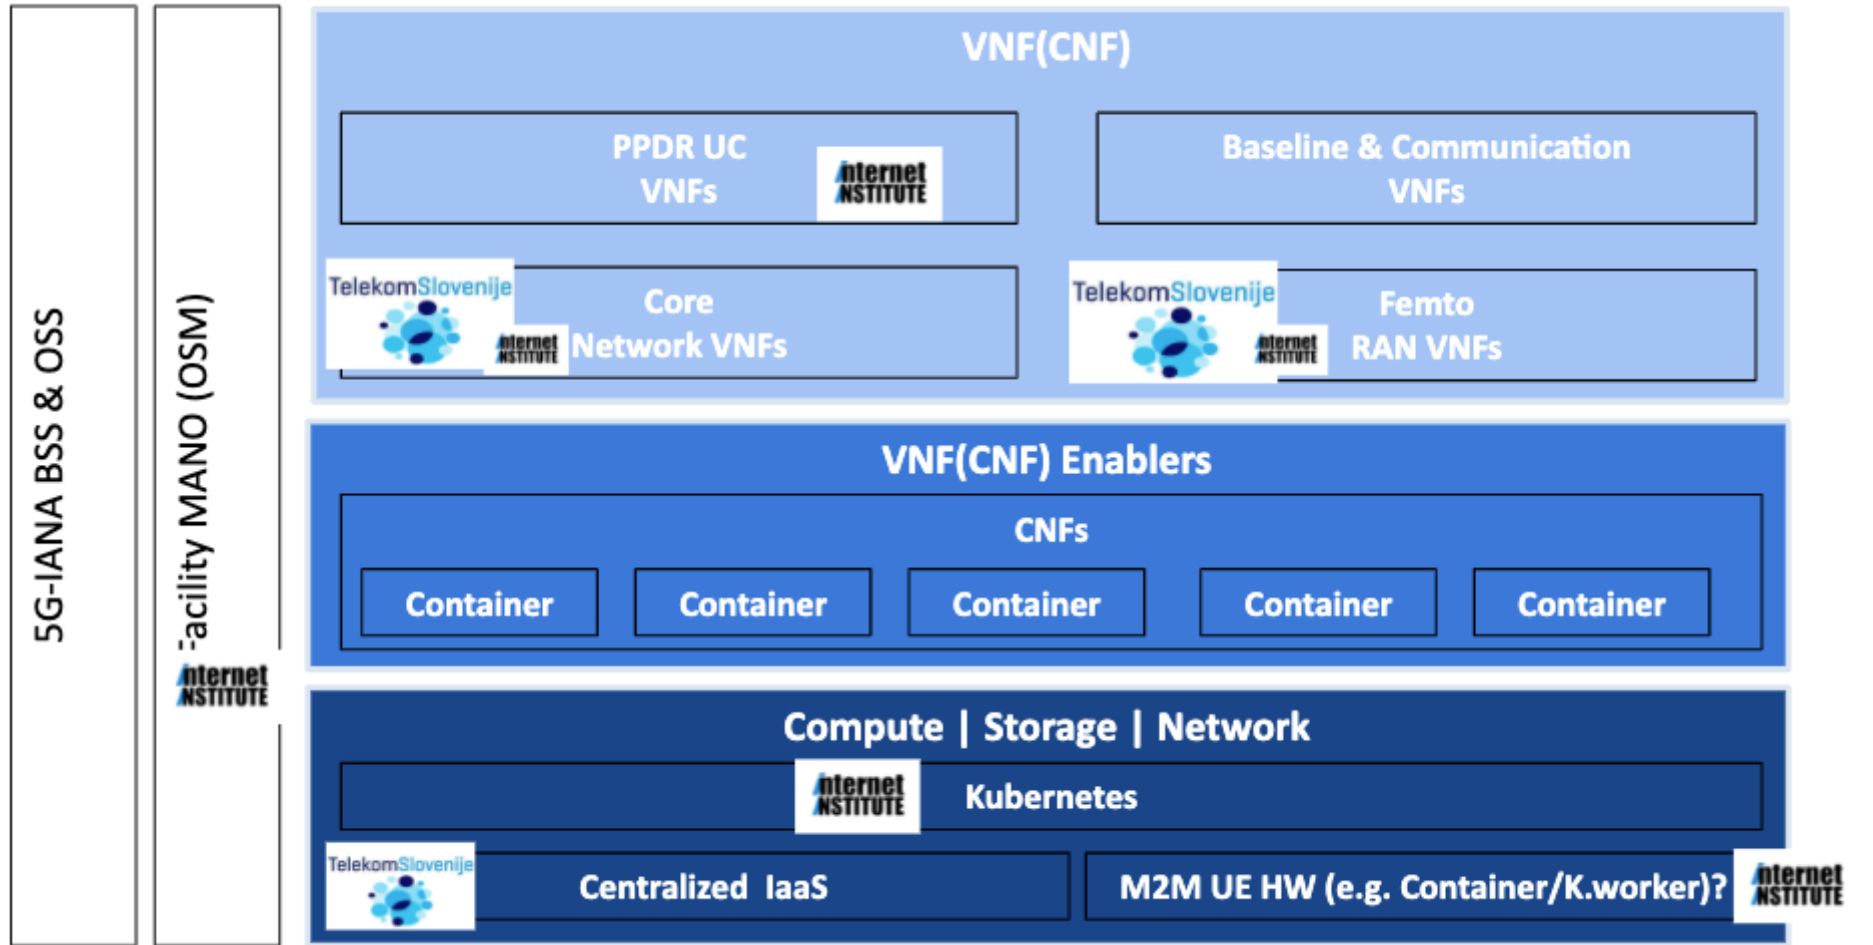 5G-IANA BSS & OSS
Facility MANO (OSM)
internet
INSTITUTE
VNF(CNF)
PPDR UC
VNFs
internet
INSTITUTE
Baseline & Communication
VNFs
TelekomSlovenije
internet
INSTITUTE
Core
Network VNFs
TelekomSlovenije
internet
INSTITUTE
Femto
RAN VNFs
VNF(CNF) Enablers
CNFs
Container
Container
Container
Container
Container
Compute | Storage | Network
internet
INSTITUTE
Kubernetes
TelekomSlovenije
Centralized IaaS
M2M UE HW (e.g. Container/K.worker)?
internet
INSTITUTE